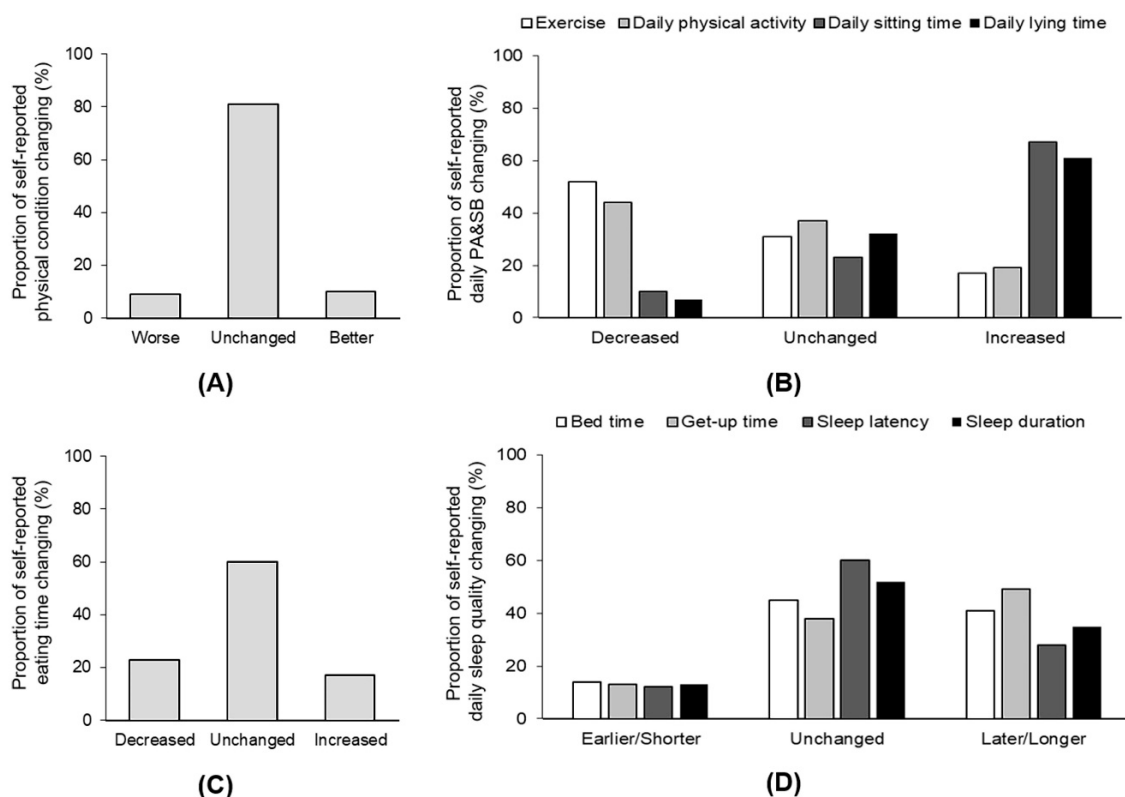 Proportion of self-reported
physical condition changing (%)
100
80
60
40
20
0
Worse Unchanged Better
(A)
Exercise Daily physical activity Daily sitting time Daily lying time
Proportion of self-reported
daily PA&SB changing (%)
100
80
60
40
20
0
Decreased Unchanged Increased
(B)
Proportion of self-reported
eating time changing (%)
100
80
60
40
20
0
Decreased Unchanged Increased
(C)
Bed time Get-up time Sleep latency Sleep duration
Proportion of self-reported
daily sleep quality changing (%)
100
80
60
40
20
0
Earlier/Shorter Unchanged Later/Longer
(D)